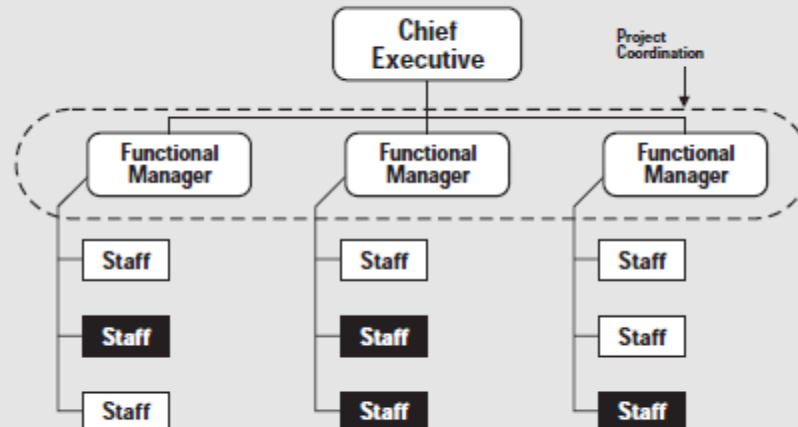 Chief
Executive
Project
Coordination
Functional
Manager
Functional
Manager
Functional
Manager
Staff
Staff
Staff
Staff
Staff
Staff
Staff
Staff
Staff